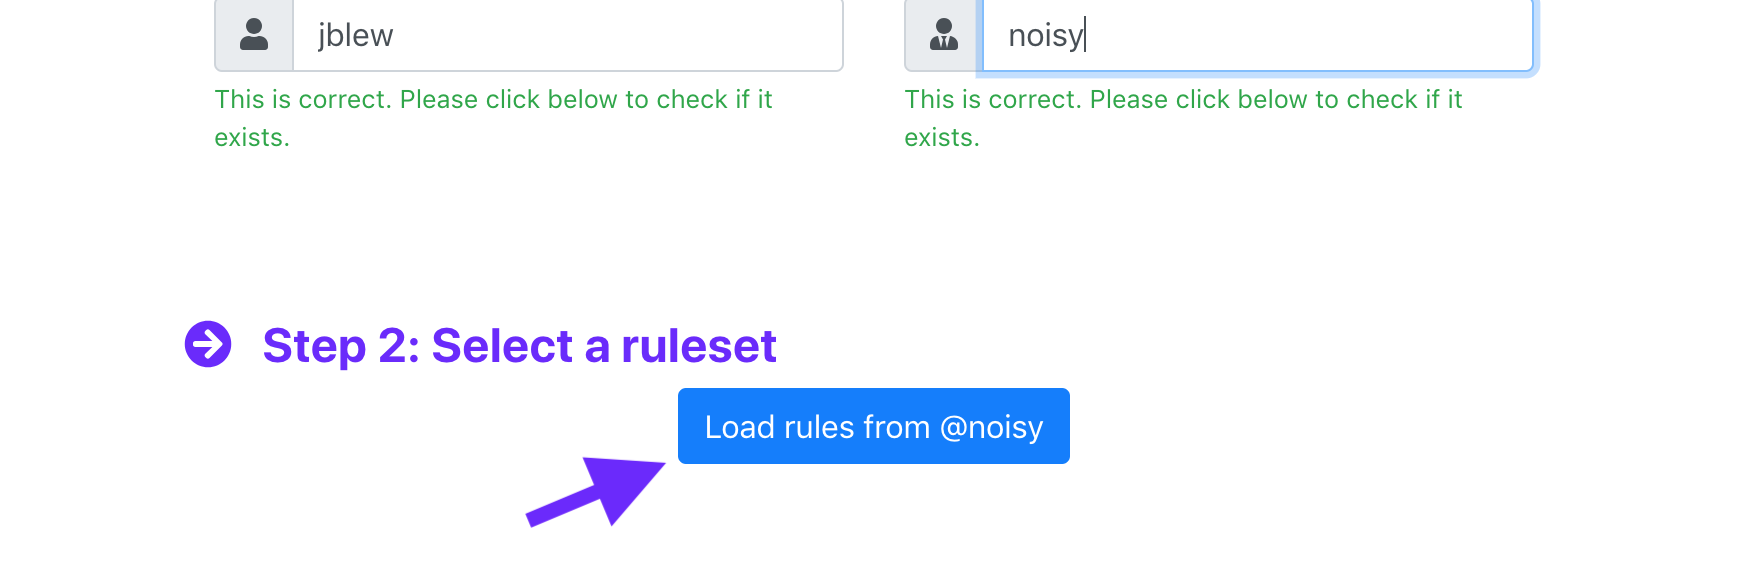 jblew
noisy
This is correct. Please click below to check if it
exists.
This is correct. Please click below to check if it
exists.
Step 2: Select a ruleset
Load rules from @noisy